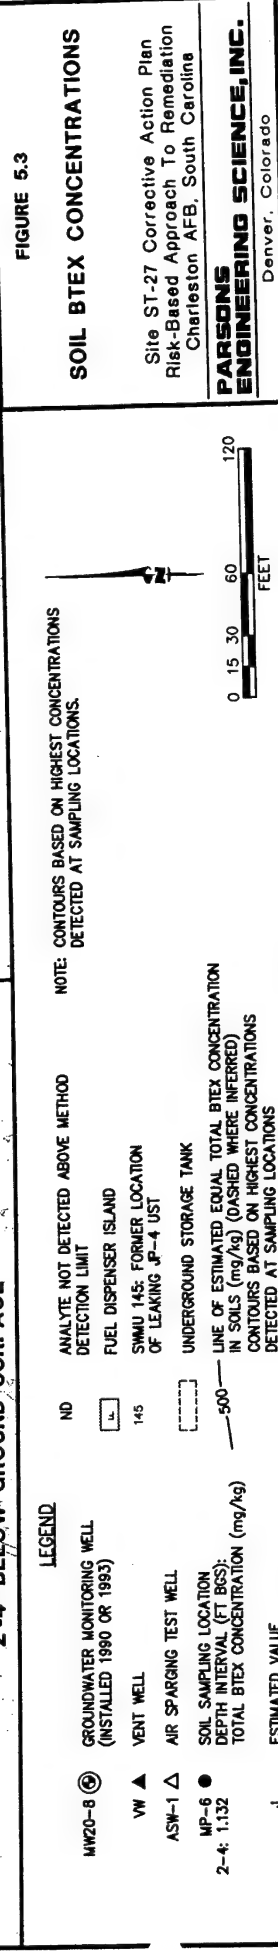 2-4 BELOW GROUND SURFACE
LEGEND
MW20-8 GROUNDWATER MONITORING WELL
(INSTALLED 1990 OR 1993)
VW VENT WELL
ASW-1 AIR SPARGING TEST WELL
MP-6 SOIL SAMPLING LOCATION
DEPTH INTERVAL (FT BGS):
2-4: 1.132 TOTAL BTEX CONCENTRATION (mg/kg)
J ESTIMATED VALUE
ND ANALYTE NOT DETECTED ABOVE METHOD
DETECTION LIMIT
F FUEL DISPENSER ISLAND
145 SWMU 145: FORMER LOCATION
OF LEAKING JP-4 UST
UNDERGROUND STORAGE TANK
500 LINE OF ESTIMATED EQUAL TOTAL BTEX CONCENTRATION
IN SOILS (mg/kg) (DASHED WHERE INFERRED)
CONTOURS BASED ON HIGHEST CONCENTRATIONS
DETECTED AT SAMPLING LOCATIONS
NOTE: CONTOURS BASED ON HIGHEST CONCENTRATIONS
DETECTED AT SAMPLING LOCATIONS.
N
0 15 30 60 120
FEET
FIGURE 5.3
SOIL BTEX CONCENTRATIONS
Site ST-27 Corrective Action Plan
Risk-Based Approach To Remediation
Charleston AFB, South Carolina
PARSONS
ENGINEERING SCIENCE, INC.
Denver, Colorado